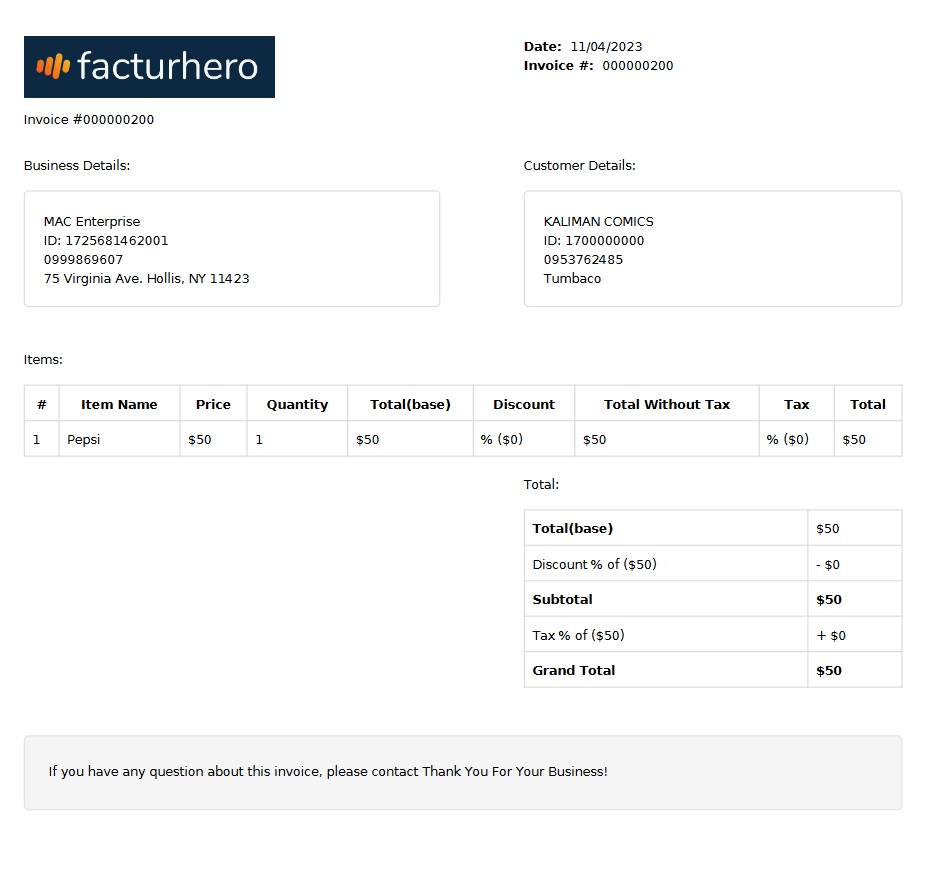 facturhero
Date: 11/04/2023
Invoice #: 000000200
Invoice #000000200
Business Details:
MAC Enterprise
ID: 1725681462001
0999869607
75 Virginia Ave. Hollis, NY 11423
Customer Details:
KALIMAN COMICS
ID: 1700000000
0953762485
Tumbaco
Items:
# Item Name Price Quantity Total(base) Discount Total Without Tax Tax Total
1 Pepsi $50 1 $50 % ($0) $50 % ($0) $50
Total:
Total(base) $50
Discount % of ($50) - $0
Subtotal $50
Tax % of ($50) + $0
Grand Total $50
If you have any question about this invoice, please contact Thank You For Your Business!